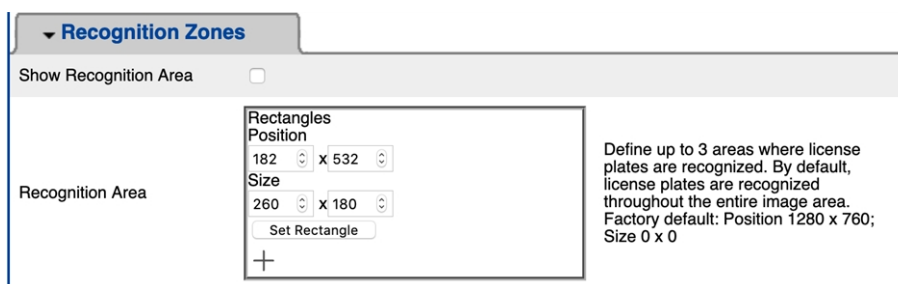 Recognition Zones
Show Recognition Area
Recognition Area
Rectangles
Position
182 x 532
Size
260 x 180
Set Rectangle
Define up to 3 areas where license
plates are recognized. By default,
license plates are recognized
throughout the entire image area.
Factory default: Position 1280 x 760;
Size 0 x 0